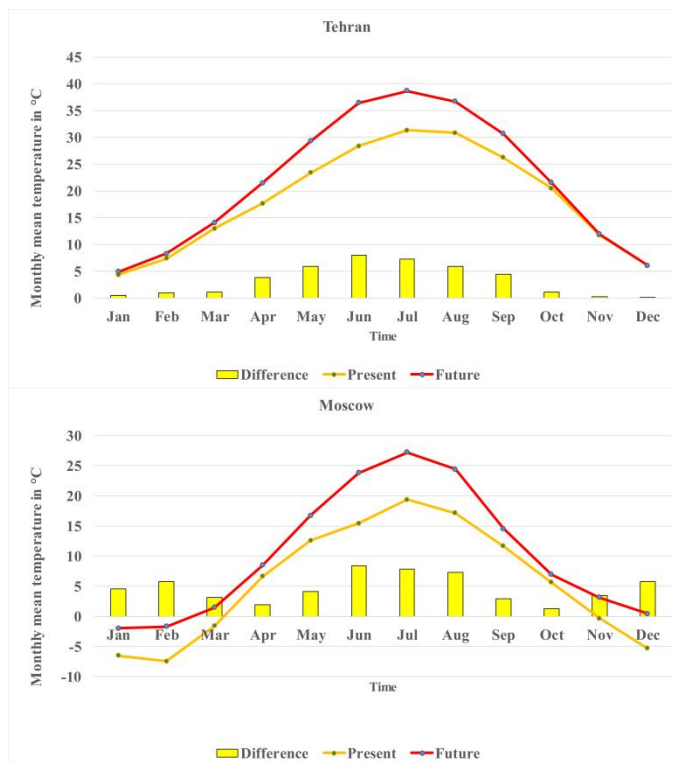 Tehran
Monthly mean temperature in °C
45
40
35
30
25
20
15
10
5
0
Jan Feb Mar Apr May Jun Jul Aug Sep Oct Nov Dec
Time
Difference Present Future
Moscow
Monthly mean temperature in °C
30
25
20
15
10
5
0
Jan Feb Mar Apr May Jun Jul Aug Sep Oct Nov Dec
-5
-10
Time
Difference Present Future